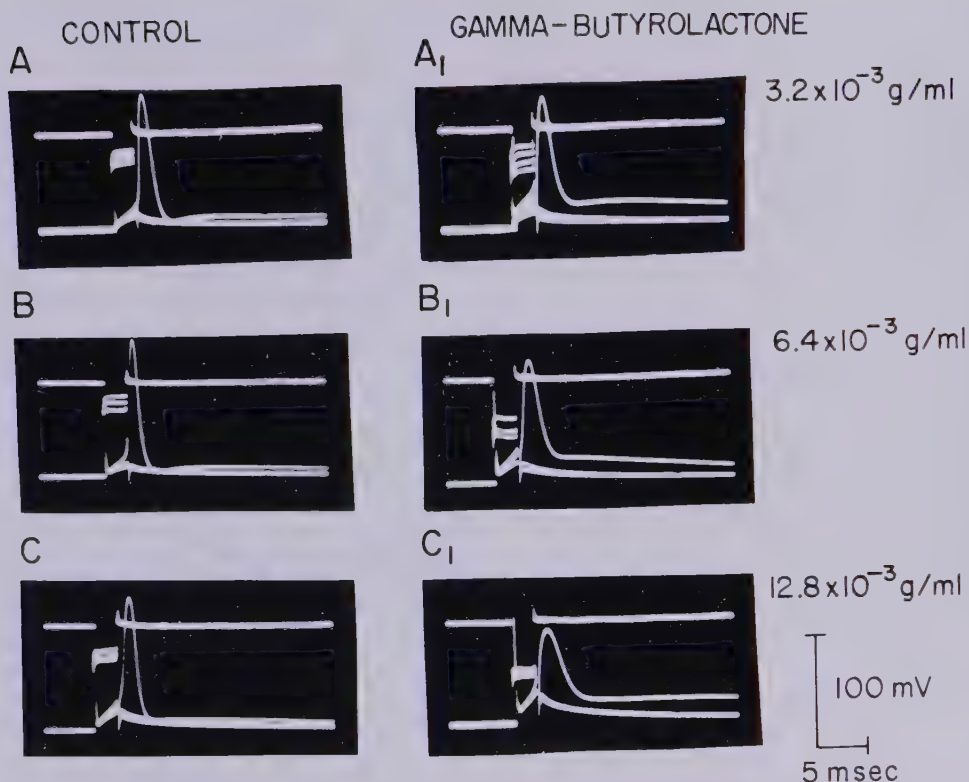 CONTROL
GAMMA-BUTYROLACTONE
A
A1
3.2x10-3 g/ml
B
B1
6.4x10-3 g/ml
C
C1
12.8x10-3 g/ml
100 mV
5 msec